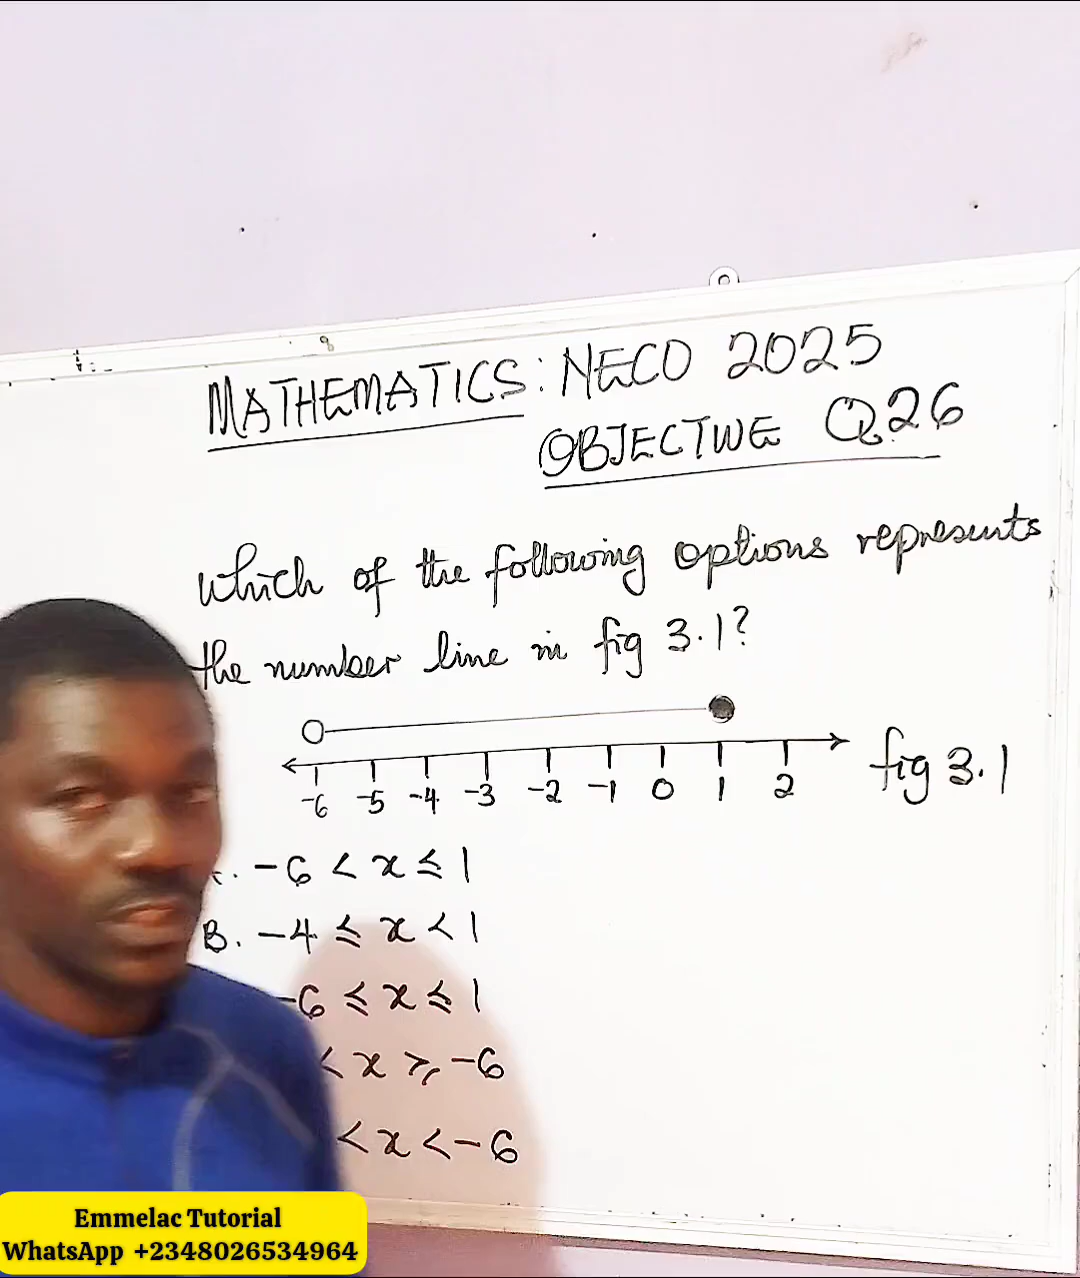 MATHEMATICS: NECO 2025
OBJECTIVE Q26
Which of the following options represents
the number line in fig 3.1?
-6 -5 -4 -3 -2 -1 0 1 2
fig 3.1
. -6 < x ≤ 1
B. -4 ≤ x < 1
-6 ≤ x ≤ 1
< x ≥ -6
< x < -6
Emmelac Tutorial
WhatsApp +2348026534964